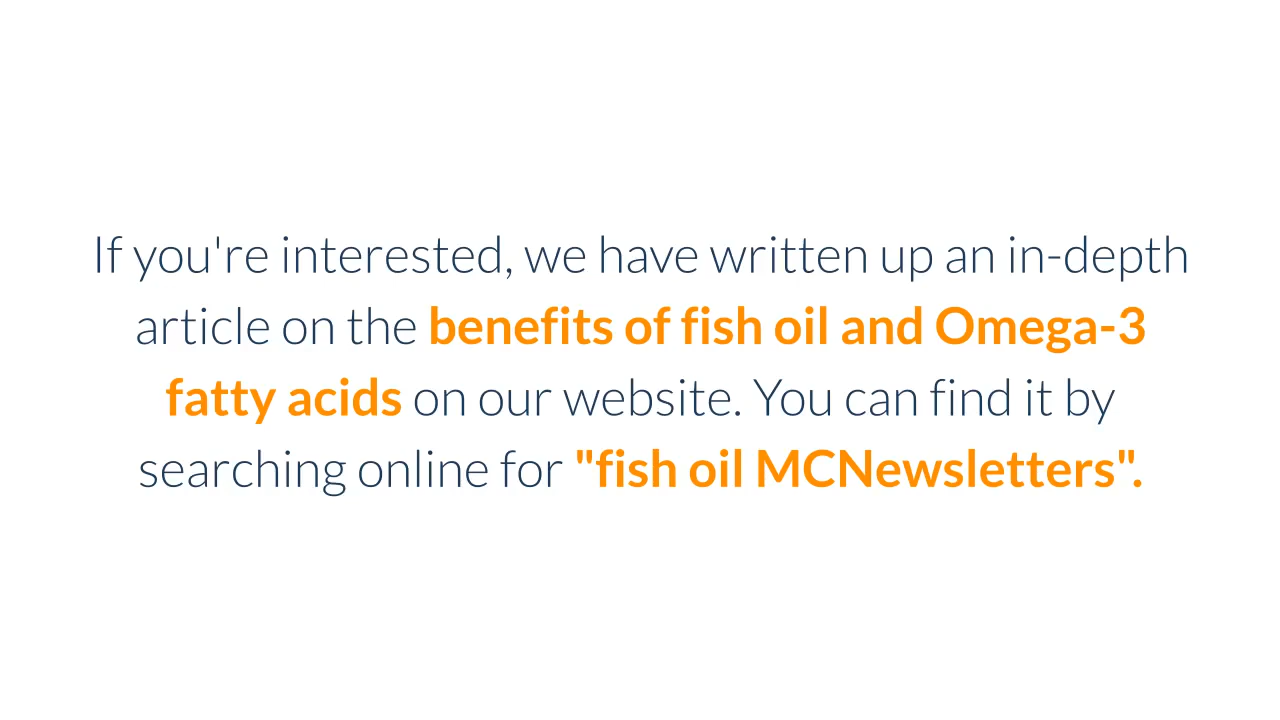 If you're interested, we have written up an in-depth
article on the benefits of fish oil and Omega-3
fatty acids on our website. You can find it by
searching online for "fish oil MCNewsletters".